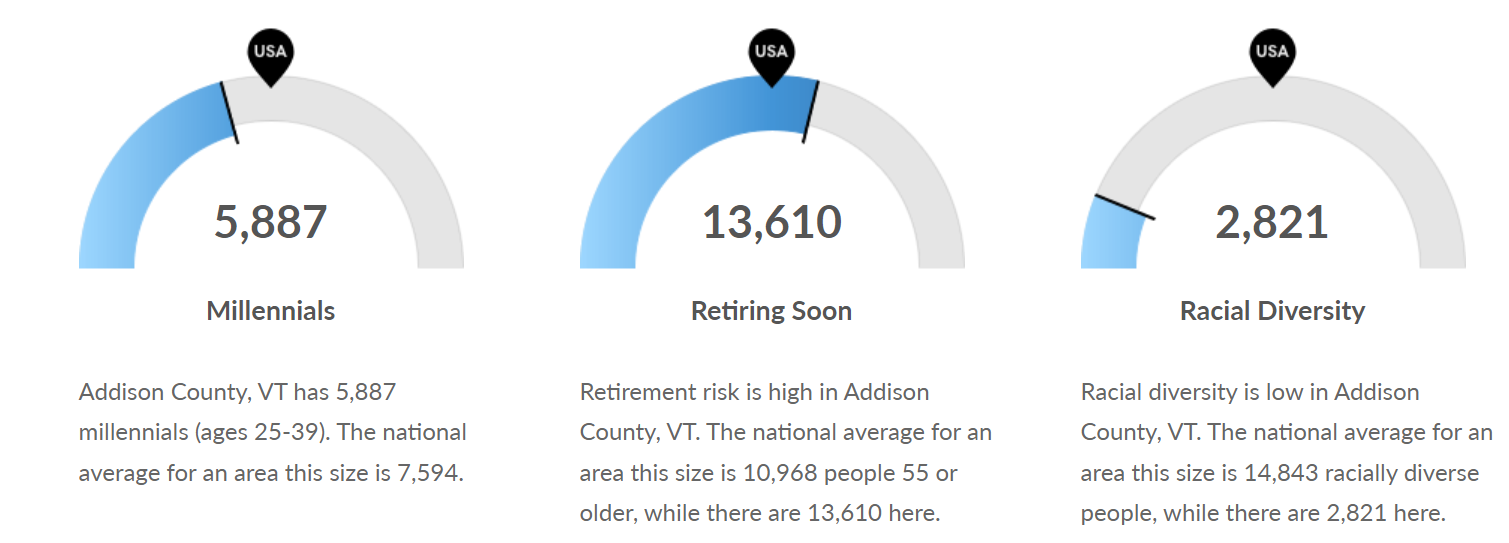 USA
5,887
Millennials
Addison County, VT has 5,887
millennials (ages 25-39). The national
average for an area this size is 7,594.
USA
13,610
Retiring Soon
Retirement risk is high in Addison
County, VT. The national average for an
area this size is 10,968 people 55 or
older, while there are 13,610 here.
USA
2,821
Racial Diversity
Racial diversity is low in Addison
County, VT. The national average for an
area this size is 14,843 racially diverse
people, while there are 2,821 here.